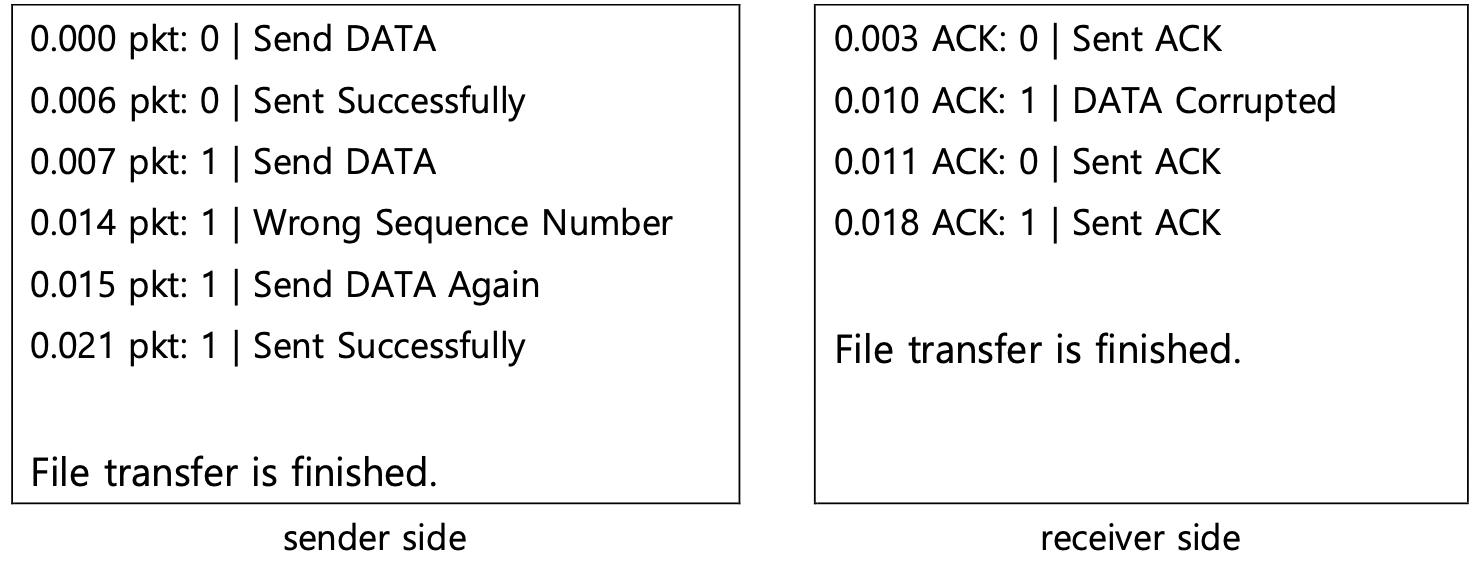 0.000 pkt: 0 | Send DATA
0.006 pkt: 0 | Sent Successfully
0.007 pkt: 1 | Send DATA
0.014 pkt: 1 | Wrong Sequence Number
0.015 pkt: 1 | Send DATA Again
0.021 pkt: 1 | Sent Successfully
File transfer is finished.
sender side
0.003 ACK: 0 | Sent ACK
0.010 ACK: 1 | DATA Corrupted
0.011 ACK: 0 | Sent ACK
0.018 ACK: 1 | Sent ACK
File transfer is finished.
receiver side